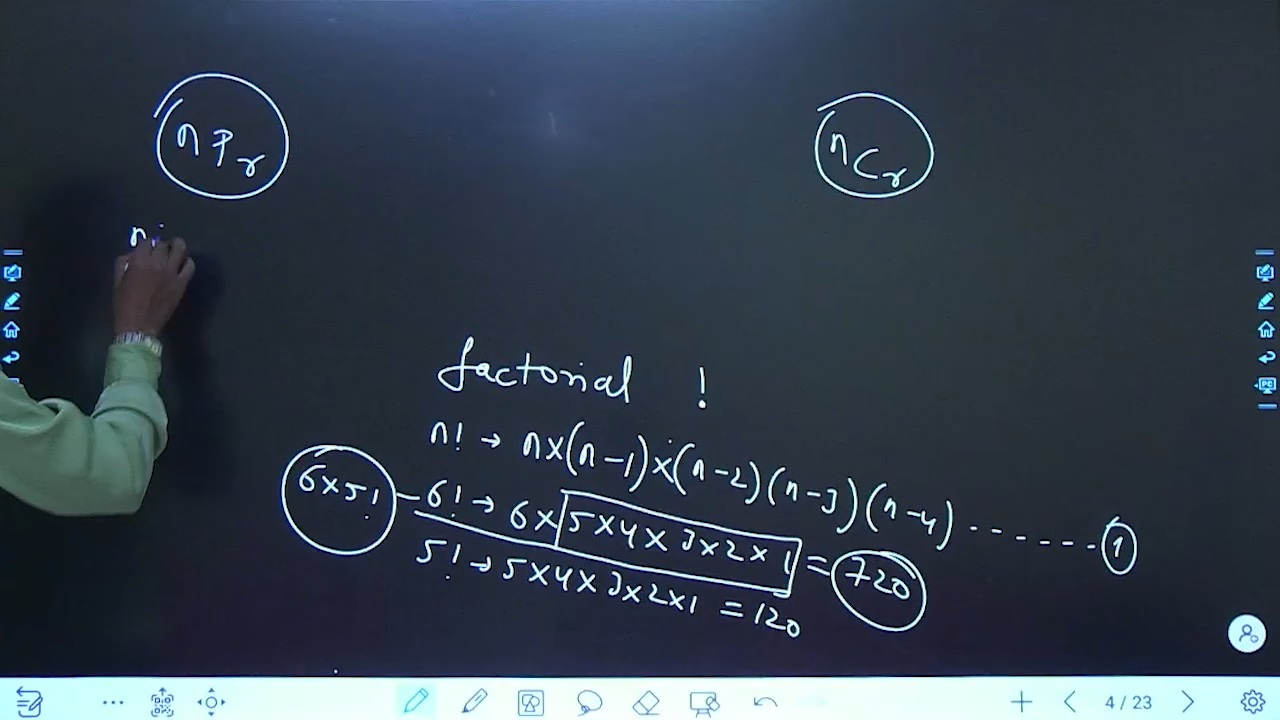 nPr
nCr
n
factorial !
n! → n×(n-1)×(n-2)(n-3)(n-4) ------- 1
6×5! - 6! → 6×5×4×3×2×1 = 720
5! → 5×4×3×2×1 = 120
PC
4 / 23